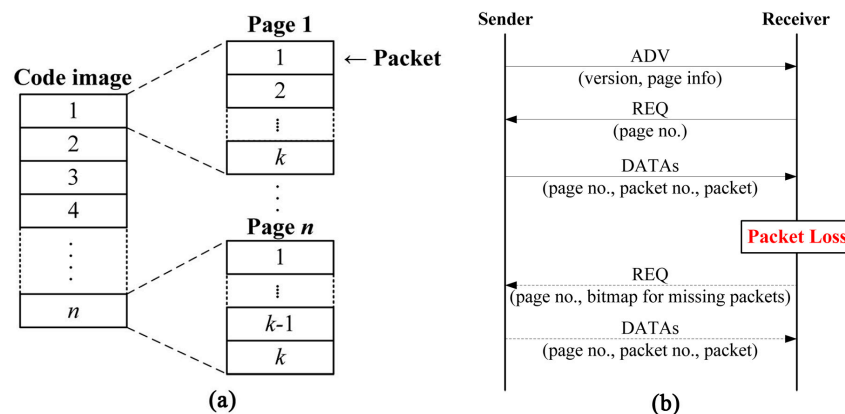 Code image
1
2
3
4
n
Page 1
1
2
k
← Packet
Page n
1
k-1
k
(a)
Sender
Receiver
ADV
(version, page info)
REQ
(page no.)
DATAs
(page no., packet no., packet)
Packet Loss
REQ
(page no., bitmap for missing packets)
DATAs
(page no., packet no., packet)
(b)